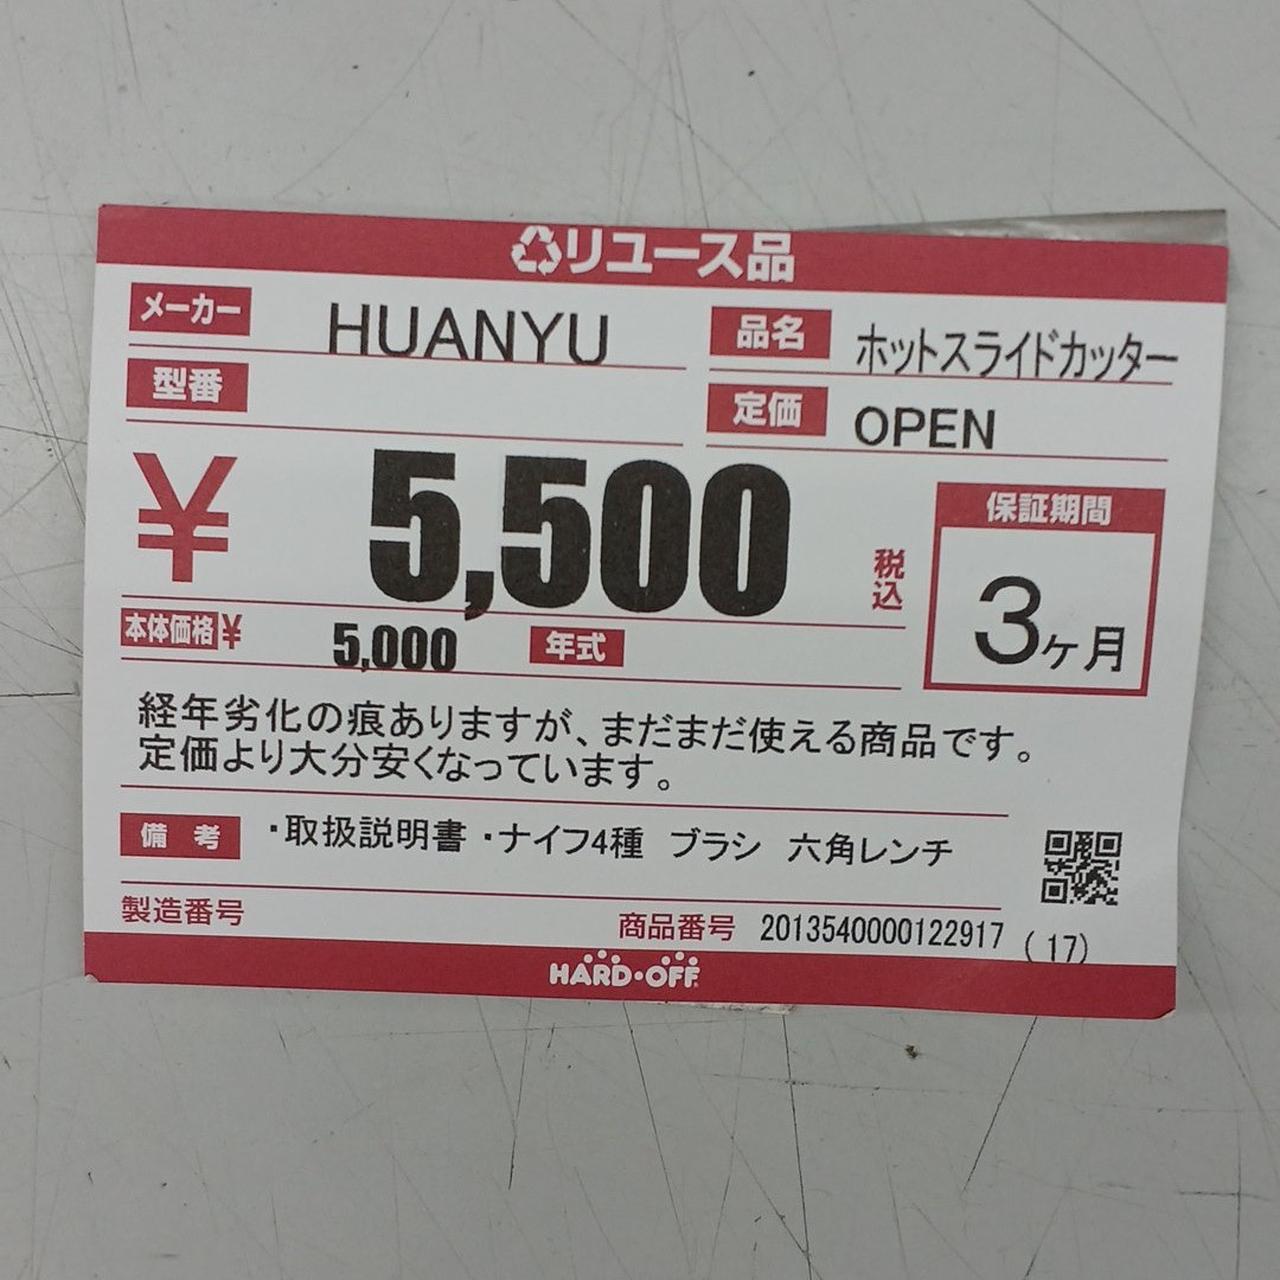 リユース品
メーカー HUANYU
品名 ホットスライドカッター
型番
定価 OPEN
¥ 5,500 税込
保証期間
3ヶ月
本体価格 ¥ 5,000 年式
経年劣化の痕ありますが、まだまだ使える商品です。
定価より大分安くなっています。
備考 ・取扱説明書 ・ナイフ4種 ブラシ 六角レンチ
製造番号
商品番号 2013540000122917 (17)
HARD・OFF